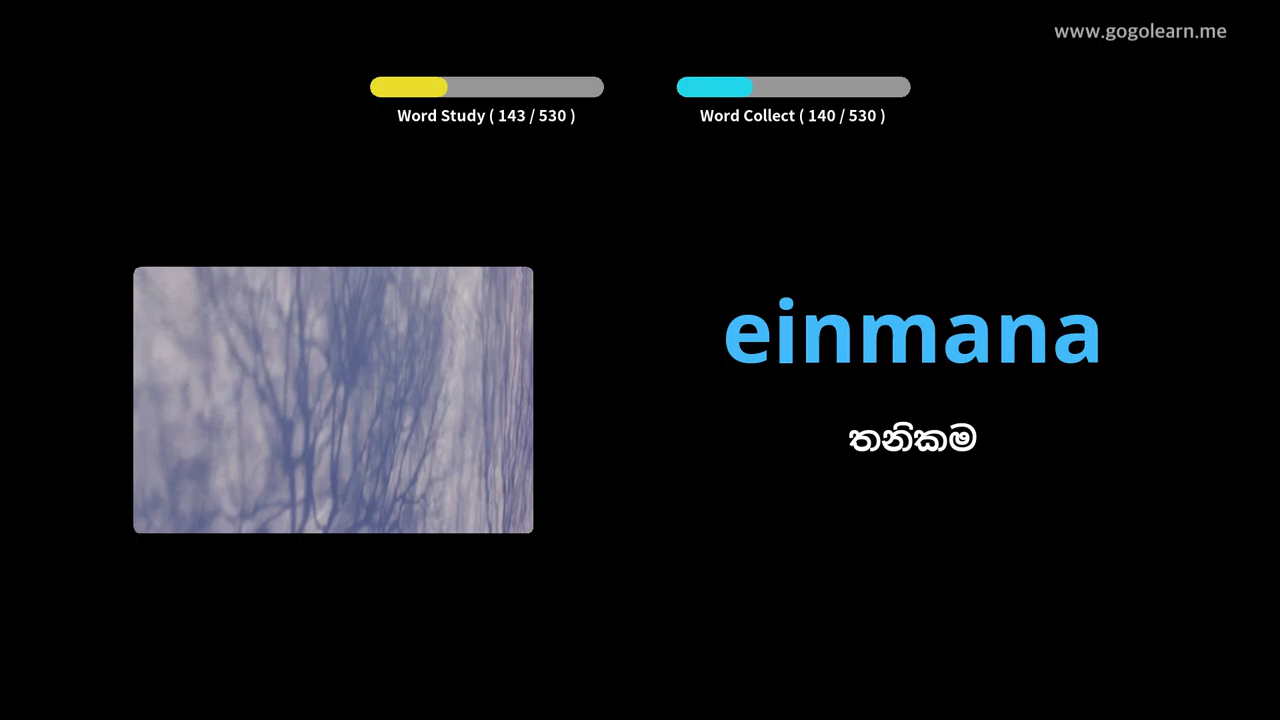 www.gogolearn.me
Word Study ( 143 / 530 )
Word Collect ( 140 / 530 )
einmana
තනිකම